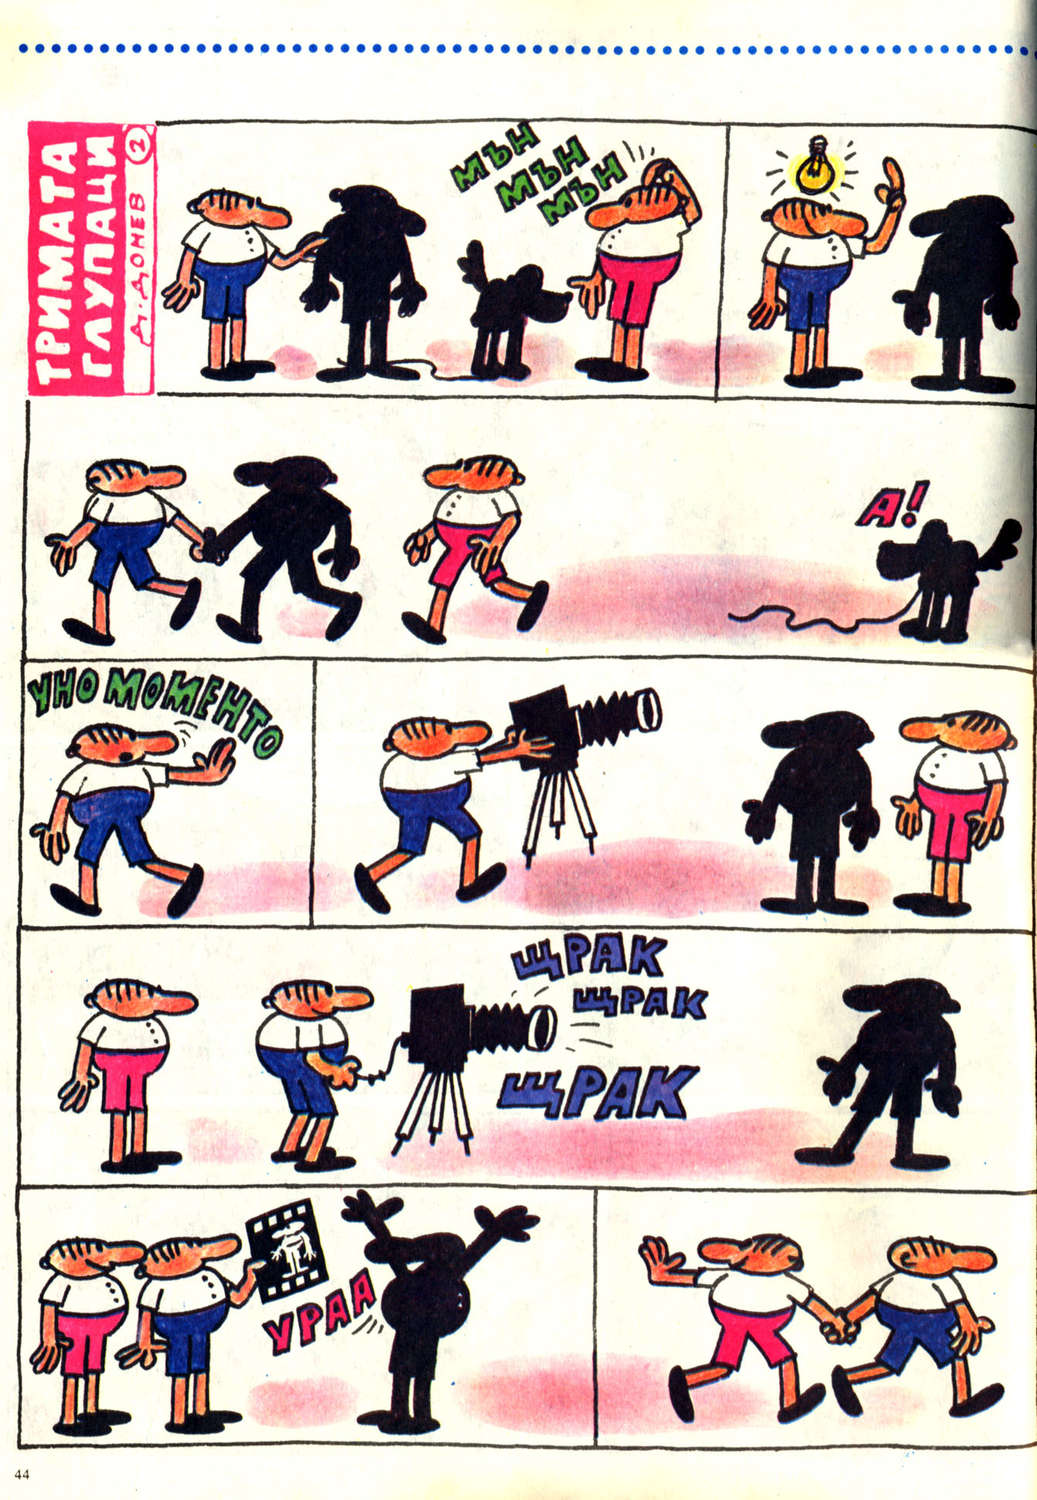 ТРИМАТА
ГЛУПАЦИ
Д. ДОНЕВ 2
МЪН
МЪН
МЪН
А!
УНО МОМЕНТО
ЩРАК
ЩРАК
ЩРАК
УРАА
44